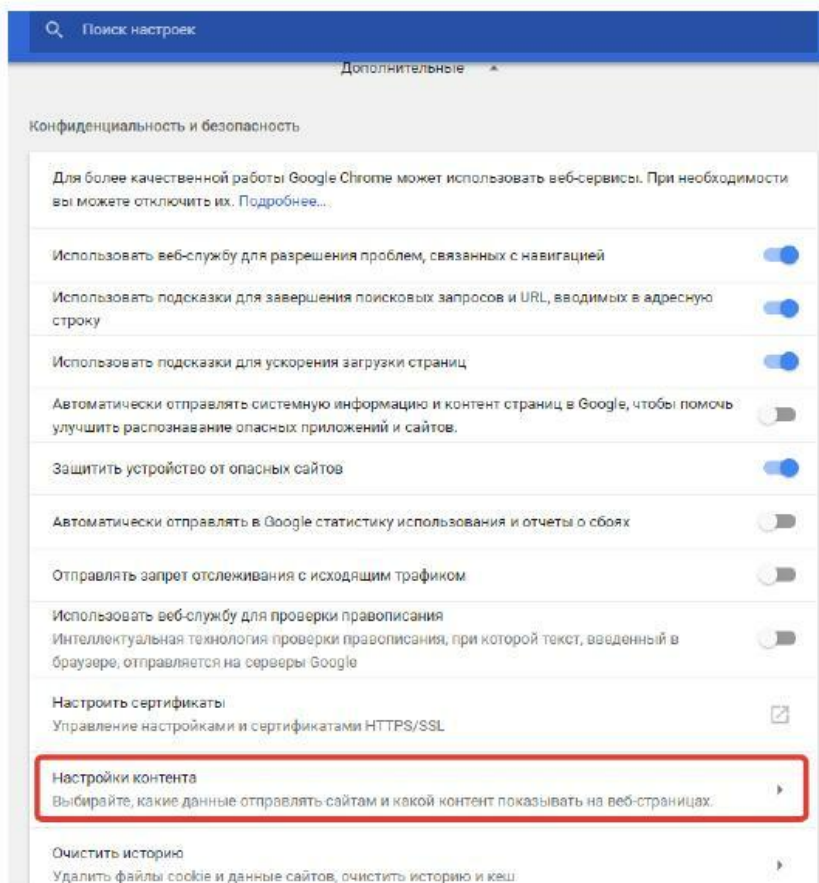 Поиск настроек
Дополнительные
Конфиденциальность и безопасность
Для более качественной работы Google Chrome может использовать веб-сервисы. При необходимости
вы можете отключить их. Подробнее...
Использовать веб-службу для разрешения проблем, связанных с навигацией
Использовать подсказки для завершения поисковых запросов и URL, вводимых в адресную
строку
Использовать подсказки для ускорения загрузки страниц
Автоматически отправлять системную информацию и контент страниц в Google, чтобы помочь
улучшить распознавание опасных приложений и сайтов.
Защитить устройство от опасных сайтов
Автоматически отправлять в Google статистику использования и отчеты о сбоях
Отправлять запрет отслеживания с исходящим трафиком
Использовать веб-службу для проверки правописания
Интеллектуальная технология проверки правописания, при которой текст, введенный в
браузере, отправляется на серверы Google
Настроить сертификаты
Управление настройками и сертификатами HTTPS/SSL
Настройки контента
Выбирайте, какие данные отправлять сайтам и какой контент показывать на веб-страницах.
Очистить историю
Удалить файлы cookie и данные сайтов, очистить историю и кеш